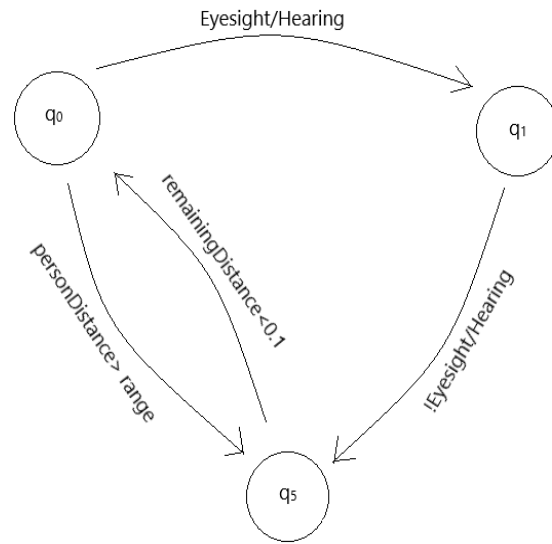 Eyesight/Hearing
q0
q1
remainingDistance<0.1
personDistance> range
!Eyesight/Hearing
q5